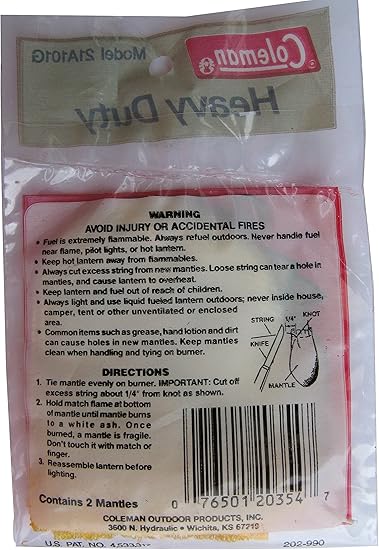 Coleman
Model 21A101G
Heavy Duty
WARNING
AVOID INJURY OR ACCIDENTAL FIRES
• Fuel is extremely flammable. Always refuel outdoors. Never handle fuel
near flame, pilot lights, or hot lantern.
• Keep hot lantern away from flammables.
• Always cut excess string from new mantles. Loose string can tear a hole in
mantles, and cause lantern to overheat.
• Keep lantern and fuel out of reach of children.
• Always light and use liquid fueled lantern outdoors; never inside house,
camper, tent or other unventilated or enclosed
area.
• Common items such as grease, hand lotion and dirt
can cause holes in new mantles. Keep mantles
clean when handling and tying on burner.
STRING
1/4"
KNOT
KNIFE
MANTLE
DIRECTIONS
1. Tie mantle evenly on burner. IMPORTANT: Cut off
excess string about 1/4" from knot as shown.
2. Hold match flame at bottom
of mantle until mantle burns
to a white ash. Once
burned, a mantle is fragile.
Don't touch it with match or
finger.
3. Reassemble lantern before
lighting.
Contains 2 Mantles
0 76501 20354 7
COLEMAN OUTDOOR PRODUCTS, INC.
3600 N. Hydraulic • Wichita, KS 67219
U.S. PAT. NO.
202-990